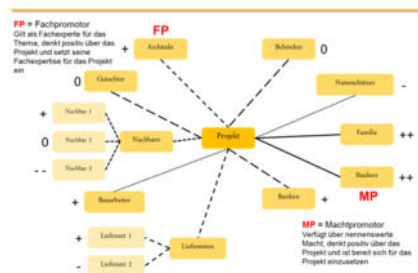 FP = Fachpromotor
Gilt als Fachexperte für das
Thema, denkt positiv über das
Projekt und setzt seine
Fachexpertise für das Projekt
ein
FP
+
Architekt
Behörden
0
0
Gutachter
Naturschützer
-
+
Nachbar 1
0
Nachbar 2
Nachbarn
Projekt
Familie
++
--
Nachbar 3
Bauherr
++
MP
+
Bauarbeiter
Banken
+
+
Lieferant 1
Lieferanten
-
Lieferant 2
MP = Machtpromotor
Verfügt über nennenswerte
Macht, denkt positiv über das
Projekt und ist bereit sich für das
Projekt einzusetzen